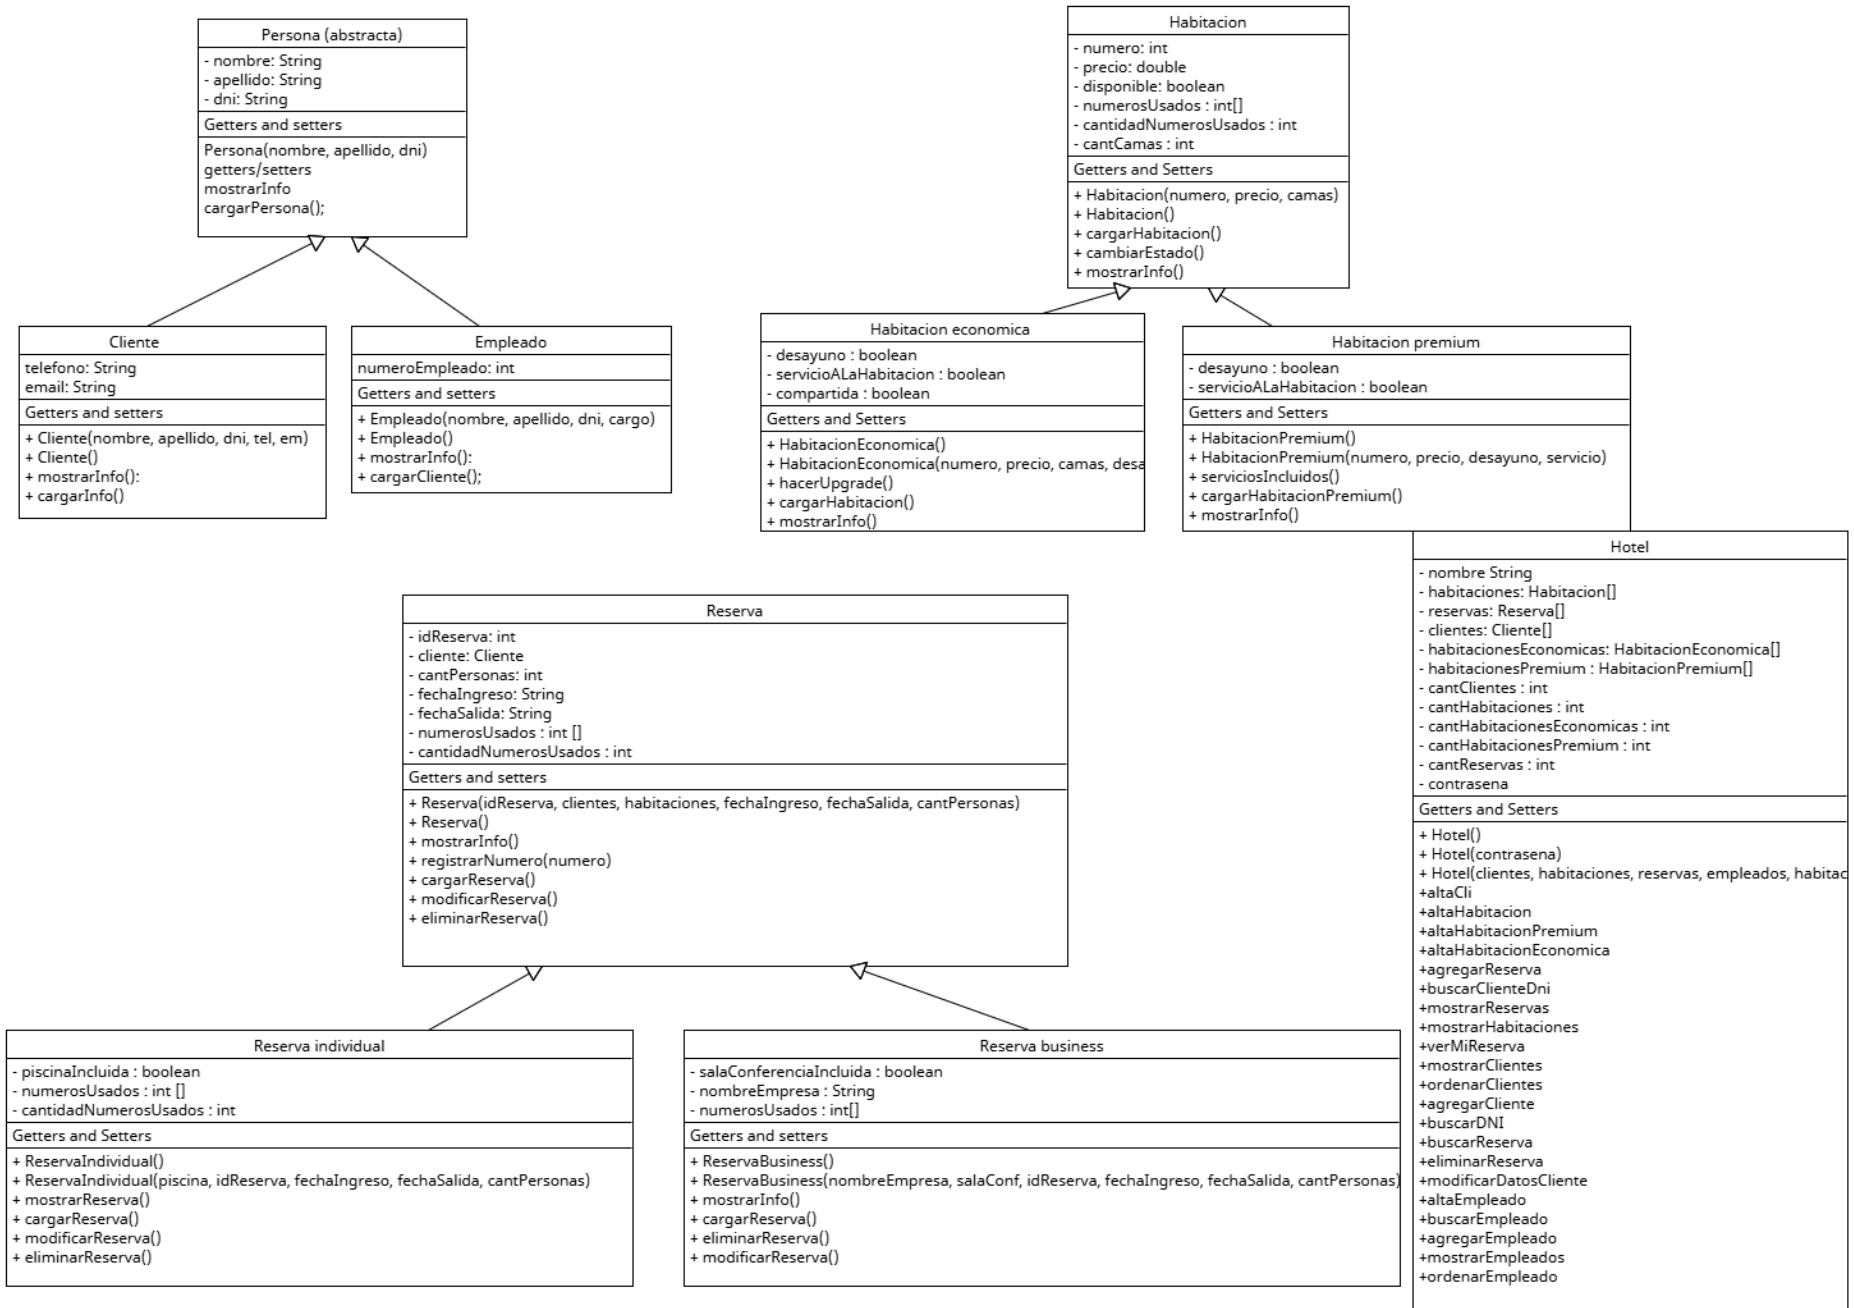 Persona (abstracta)
- nombre: String
- apellido: String
- dni: String
Getters and setters
Persona(nombre, apellido, dni)
getters/setters
mostrarInfo
cargarPersona();
Habitacion
- numero: int
- precio: double
- disponible: boolean
- numerosUsados : int[]
- cantidadNumerosUsados : int
- cantCamas : int
Getters and Setters
+ Habitacion(numero, precio, camas)
+ Habitacion()
+ cargarHabitacion()
+ cambiarEstado()
+ mostrarInfo()
Cliente
telefono: String
email: String
Getters and setters
+ Cliente(nombre, apellido, dni, tel, em)
+ Cliente()
+ mostrarInfo():
+ cargarInfo()
Empleado
numeroEmpleado: int
Getters and setters
+ Empleado(nombre, apellido, dni, cargo)
+ Empleado()
+ mostrarInfo():
+ cargarCliente();
Habitacion economica
- desayuno : boolean
- servicioALaHabitacion : boolean
- compartida : boolean
Getters and Setters
+ HabitacionEconomica()
+ HabitacionEconomica(numero, precio, camas, desa
+ hacerUpgrade()
+ cargarHabitacion()
+ mostrarInfo()
Habitacion premium
- desayuno : boolean
- servicioALaHabitacion : boolean
Getters and Setters
+ HabitacionPremium()
+ HabitacionPremium(numero, precio, desayuno, servicio)
+ serviciosIncluidos()
+ cargarHabitacionPremium()
+ mostrarInfo()
Hotel
- nombre String
- habitaciones: Habitacion[]
- reservas: Reserva[]
- clientes: Cliente[]
- habitacionesEconomicas: HabitacionEconomica[]
- habitacionesPremium : HabitacionPremium[]
- cantClientes : int
- cantHabitaciones : int
- cantHabitacionesEconomicas : int
- cantHabitacionesPremium : int
- cantReservas : int
- contrasena
Getters and Setters
+ Hotel()
+ Hotel(contrasena)
+ Hotel(clientes, habitaciones, reservas, empleados, habitac
+altaCli
+altaHabitacion
+altaHabitacionPremium
+altaHabitacionEconomica
+agregarReserva
+buscarClienteDni
+mostrarReservas
+mostrarHabitaciones
+verMiReserva
+mostrarClientes
+ordenarClientes
+agregarCliente
+buscarDNI
+buscarReserva
+eliminarReserva
+modificarDatosCliente
+altaEmpleado
+buscarEmpleado
+agregarEmpleado
+mostrarEmpleados
+ordenarEmpleado
Reserva
- idReserva: int
- cliente: Cliente
- cantPersonas: int
- fechaIngreso: String
- fechaSalida: String
- numerosUsados : int []
- cantidadNumerosUsados : int
Getters and setters
+ Reserva(idReserva, clientes, habitaciones, fechaIngreso, fechaSalida, cantPersonas)
+ Reserva()
+ mostrarInfo()
+ registrarNumero(numero)
+ cargarReserva()
+ modificarReserva()
+ eliminarReserva()
Reserva individual
- piscinaIncluida : boolean
- numerosUsados : int []
- cantidadNumerosUsados : int
Getters and Setters
+ ReservaIndividual()
+ ReservaIndividual(piscina, idReserva, fechaIngreso, fechaSalida, cantPersonas)
+ mostrarReserva()
+ cargarReserva()
+ modificarReserva()
+ eliminarReserva()
Reserva business
- salaConferenciaIncluida : boolean
- nombreEmpresa : String
- numerosUsados : int[]
Getters and setters
+ ReservaBusiness()
+ ReservaBusiness(nombreEmpresa, salaConf, idReserva, fechaIngreso, fechaSalida, cantPersonas)
+ mostrarInfo()
+ cargarReserva()
+ eliminarReserva()
+ modificarReserva()